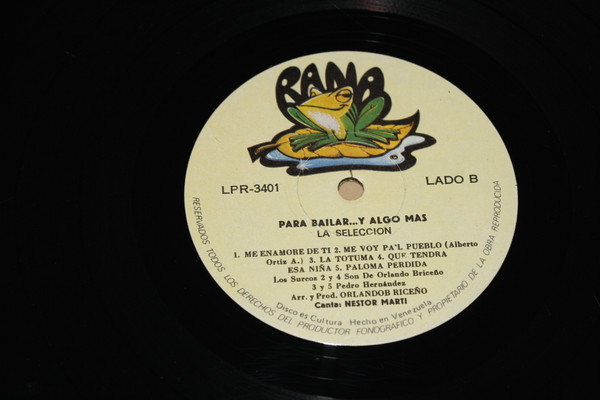 RANA
LPR-3401
LADO B
PARA BAILAR...Y ALGO MAS
LA SELECCION
1. ME ENAMORE DE TI 2. ME VOY PA'L PUEBLO (Alberto
Ortiz A.) 3. LA TOTUMA 4. QUE TENDRA
ESA NIÑA 5. PALOMA PERDIDA
Los Surcos 2 y 4 Son De Orlando Briceño
3 y 5 Pedro Hernández
Arr. y Prod. ORLANDOB RICEÑO
Canta: NESTOR MARTI
Disco es Cultura Hecho en Venezuela
RESERVADOS TODOS LOS DERECHOS DEL PRODUCTOR FONOGRAFICO Y PROPIETARIO DE LA OBRA REPRODUCIDA